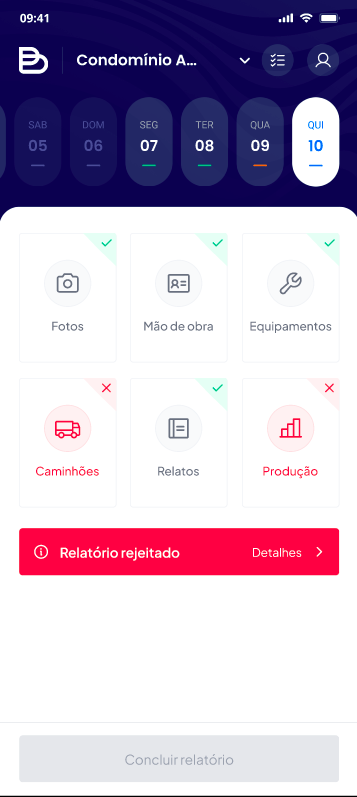 09:41
Condomínio A...
SAB
DOM
SEG
TER
QUA
QUI
05
06
07
08
09
10
Fotos
Mão de obra
Equipamentos
Caminhões
Relatos
Produção
Relatório rejeitado
Detalhes
Concluir relatório